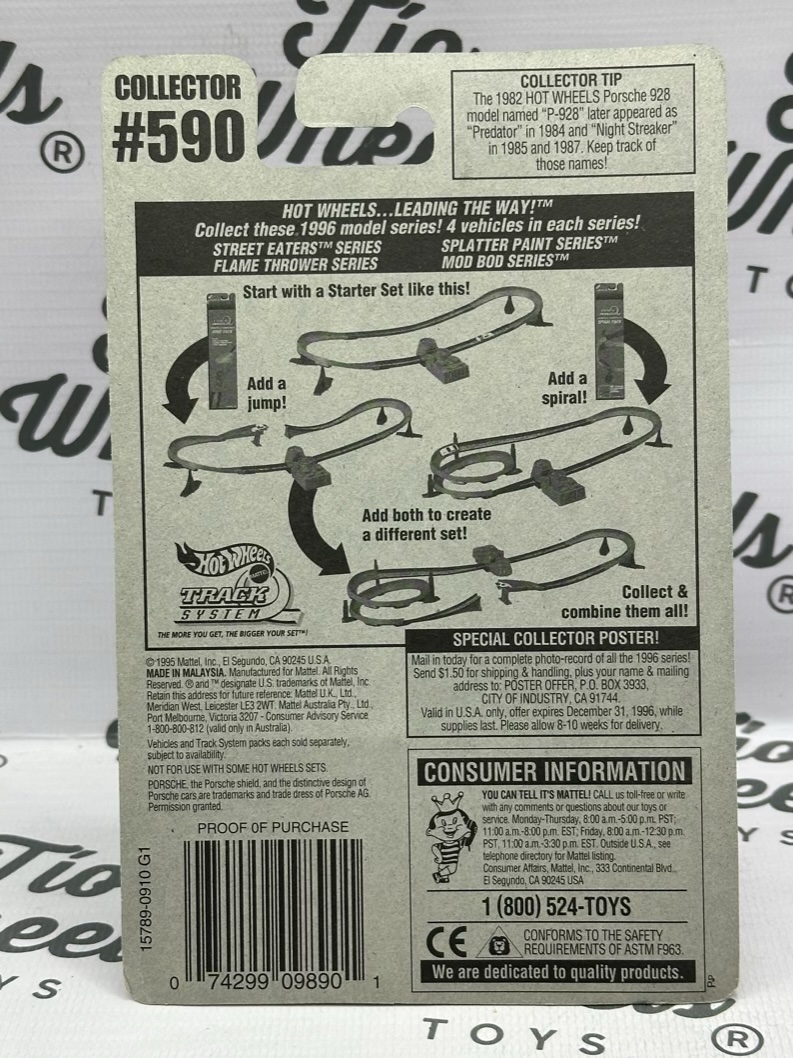 COLLECTOR
#590
COLLECTOR TIP
The 1982 HOT WHEELS Porsche 928
model named "P-928" later appeared as
"Predator" in 1984 and "Night Streaker"
in 1985 and 1987. Keep track of
those names!
HOT WHEELS...LEADING THE WAY!™
Collect these 1996 model series! 4 vehicles in each series!
STREET EATERS™ SERIES
SPLATTER PAINT SERIES™
FLAME THROWER SERIES
MOD BOD SERIES™
Start with a Starter Set like this!
Add a
jump!
Add a
spiral!
Add both to create
a different set!
Collect &
combine them all!
HOT WHEELS
MATTEL
TRACK
SYSTEM
THE MORE YOU GET, THE BIGGER YOUR SET™!
SPECIAL COLLECTOR POSTER!
Mail in today for a complete photo-record of all the 1996 series!
Send $1.50 for shipping & handling, plus your name & mailing
address to: POSTER OFFER, P.O. BOX 3933,
CITY OF INDUSTRY, CA 91744.
Valid in U.S.A. only, offer expires December 31, 1996, while
supplies last. Please allow 8-10 weeks for delivery.
©1995 Mattel, Inc., El Segundo, CA 90245 U.S.A.
MADE IN MALAYSIA. Manufactured for Mattel. All Rights
Reserved. ® and ™ designate U.S. trademarks of Mattel, Inc.
Retain this address for future reference: Mattel U.K., Ltd.,
Meridian West, Leicester LE3 2WT. Mattel Australia Pty., Ltd.,
Port Melbourne, Victoria 3207 - Consumer Advisory Service
1-800-800-812 (valid only in Australia).
Vehicles and Track System packs each sold separately,
subject to availability.
NOT FOR USE WITH SOME HOT WHEELS SETS.
PORSCHE, the Porsche shield, and the distinctive design of
Porsche cars are trademarks and trade dress of Porsche AG.
Permission granted.
PROOF OF PURCHASE
15789-0910 G1
0 74299 09890 1
CONSUMER INFORMATION
YOU CAN TELL IT'S MATTEL! CALL us toll-free or write
with any comments or questions about our toys or
service. Monday-Thursday, 8:00 a.m.-5:00 p.m. PST;
11:00 a.m.-8:00 p.m. EST; Friday, 8:00 a.m.-12:30 p.m.
PST, 11:00 a.m.-3:30 p.m. EST. Outside U.S.A., see
telephone directory for Mattel listing.
Consumer Affairs, Mattel, Inc., 333 Continental Blvd.,
El Segundo, CA 90245 USA
1 (800) 524-TOYS
CE
CONFORMS TO THE SAFETY
REQUIREMENTS OF ASTM F963.
We are dedicated to quality products.
P/P
Tío
Wheels
®
TOYS ®